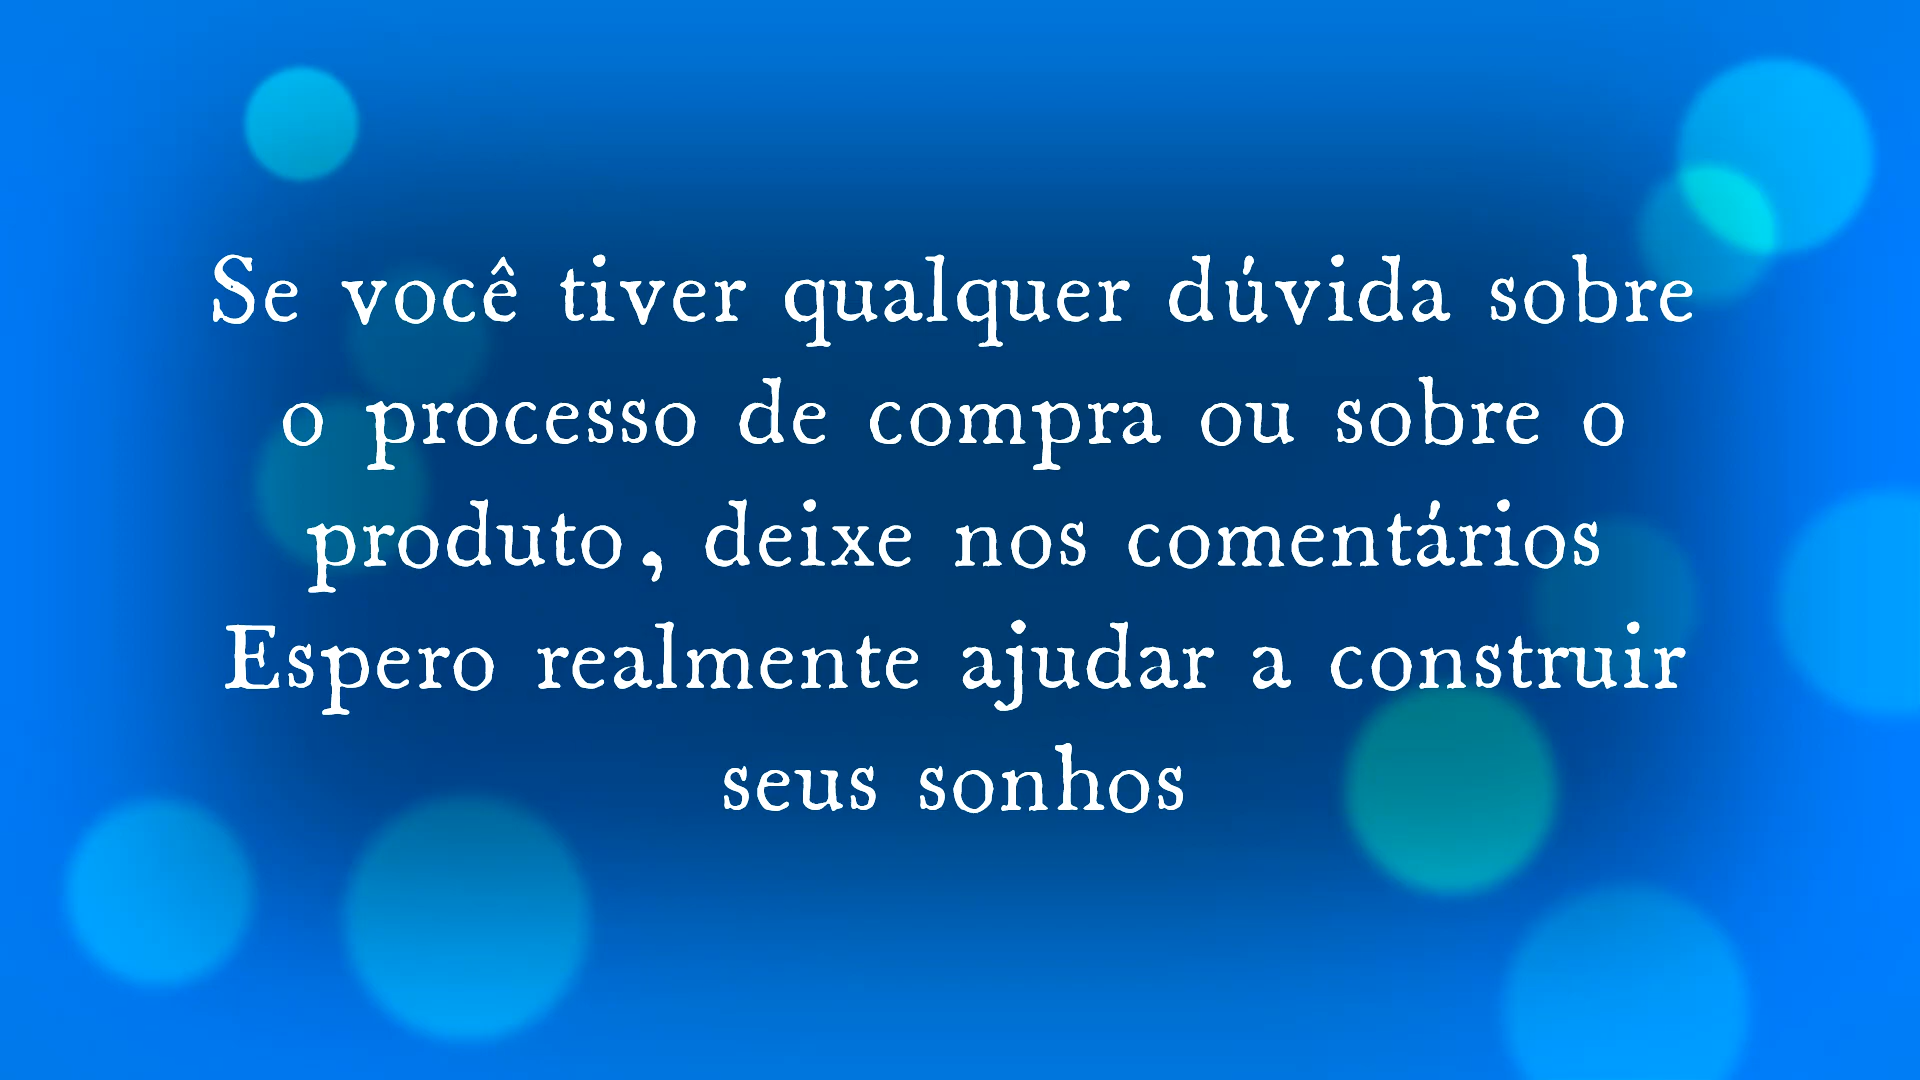 Se você tiver qualquer dúvida sobre
o processo de compra ou sobre o
produto, deixe nos comentários
Espero realmente ajudar a construir
seus sonhos